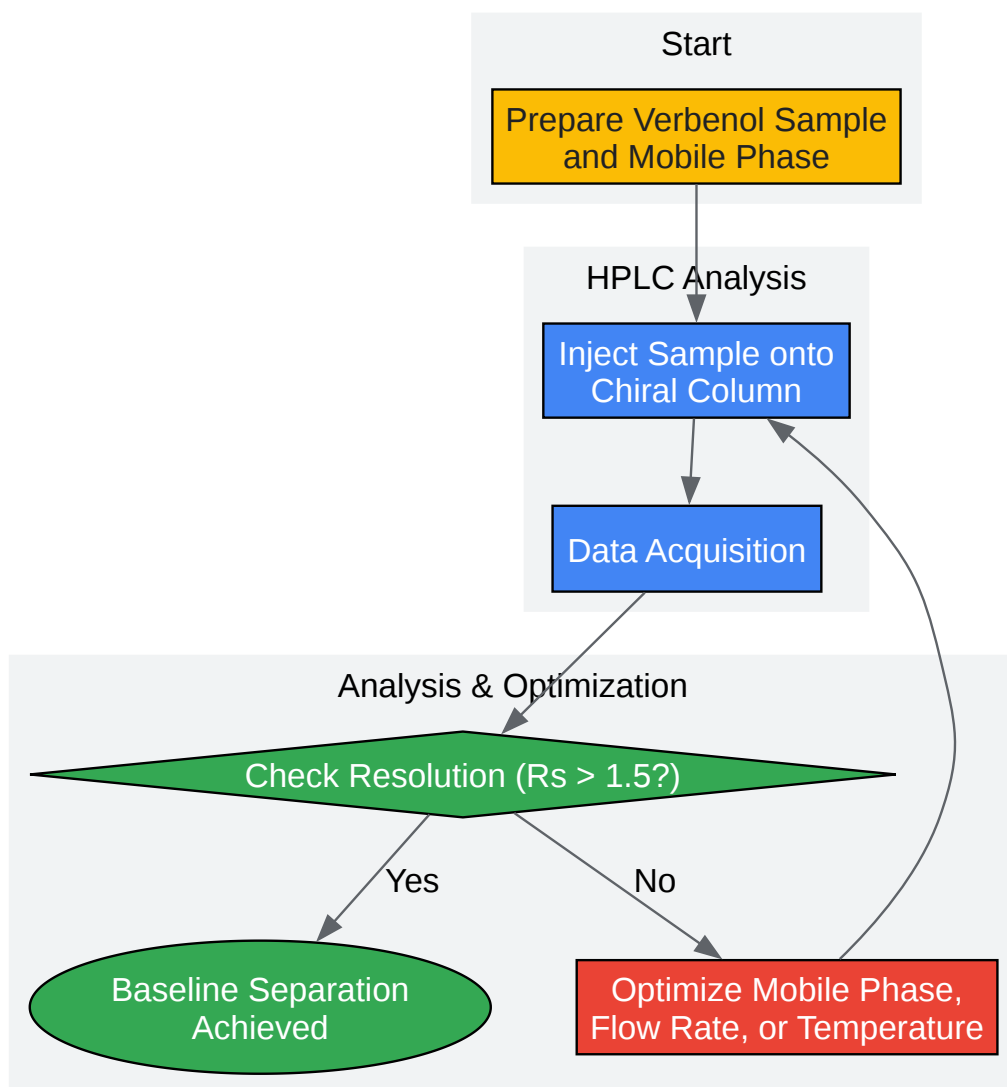 Start
Prepare Verbenol Sample
and Mobile Phase
HPLC Analysis
Inject Sample onto
Chiral Column
Data Acquisition
Analysis & Optimization
Check Resolution (Rs > 1.5?)
Yes
No
Baseline Separation
Achieved
Optimize Mobile Phase,
Flow Rate, or Temperature